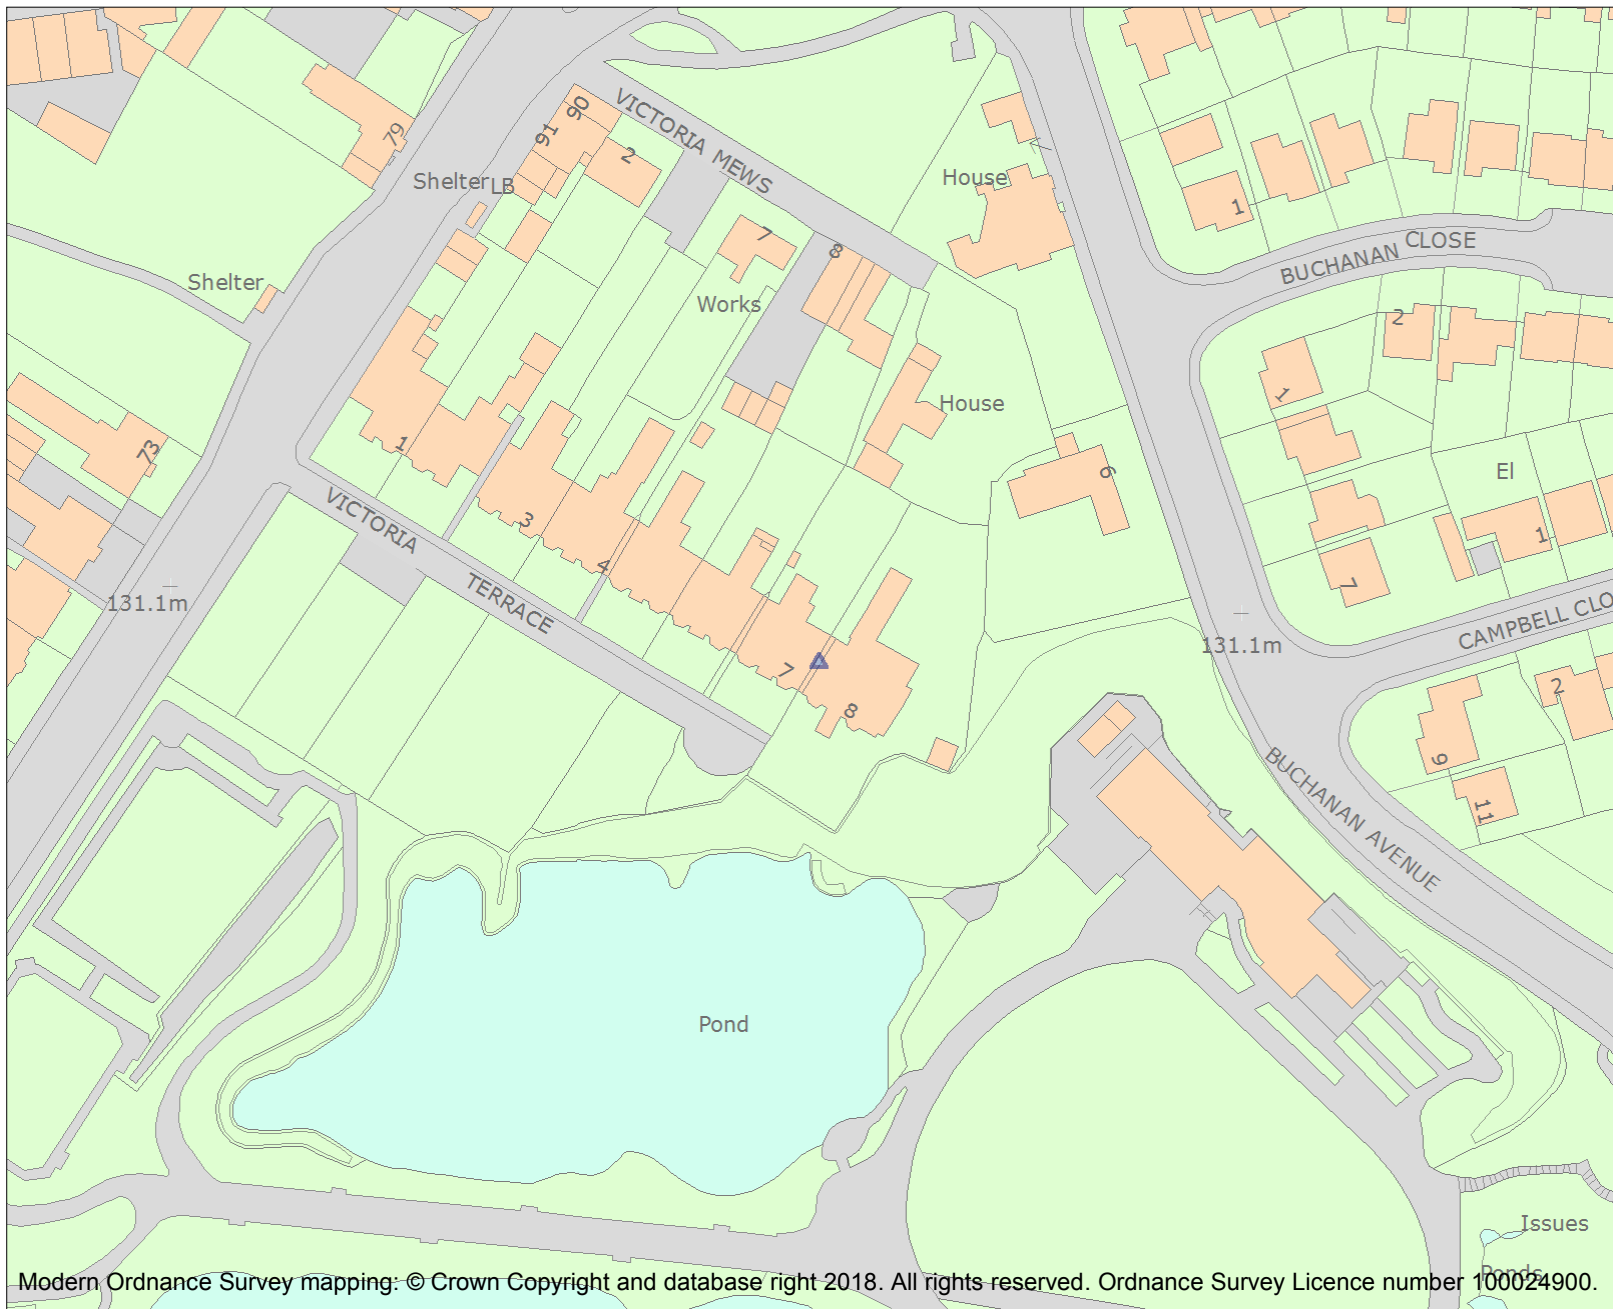 79
90
91
2
VICTORIA MEWS
Shelter
LB
House
1
BUCHANAN CLOSE
Shelter
7
8
Works
2
1
House
73
1
6
El
VICTORIA TERRACE
3
4
1
7
131.1m
131.1m
CAMPBELL CLO
7
8
2
9
11
BUCHANAN AVENUE
Pond
Issues
Ponds
Modern Ordnance Survey mapping: © Crown Copyright and database right 2018. All rights reserved. Ordnance Survey Licence number 100024900.